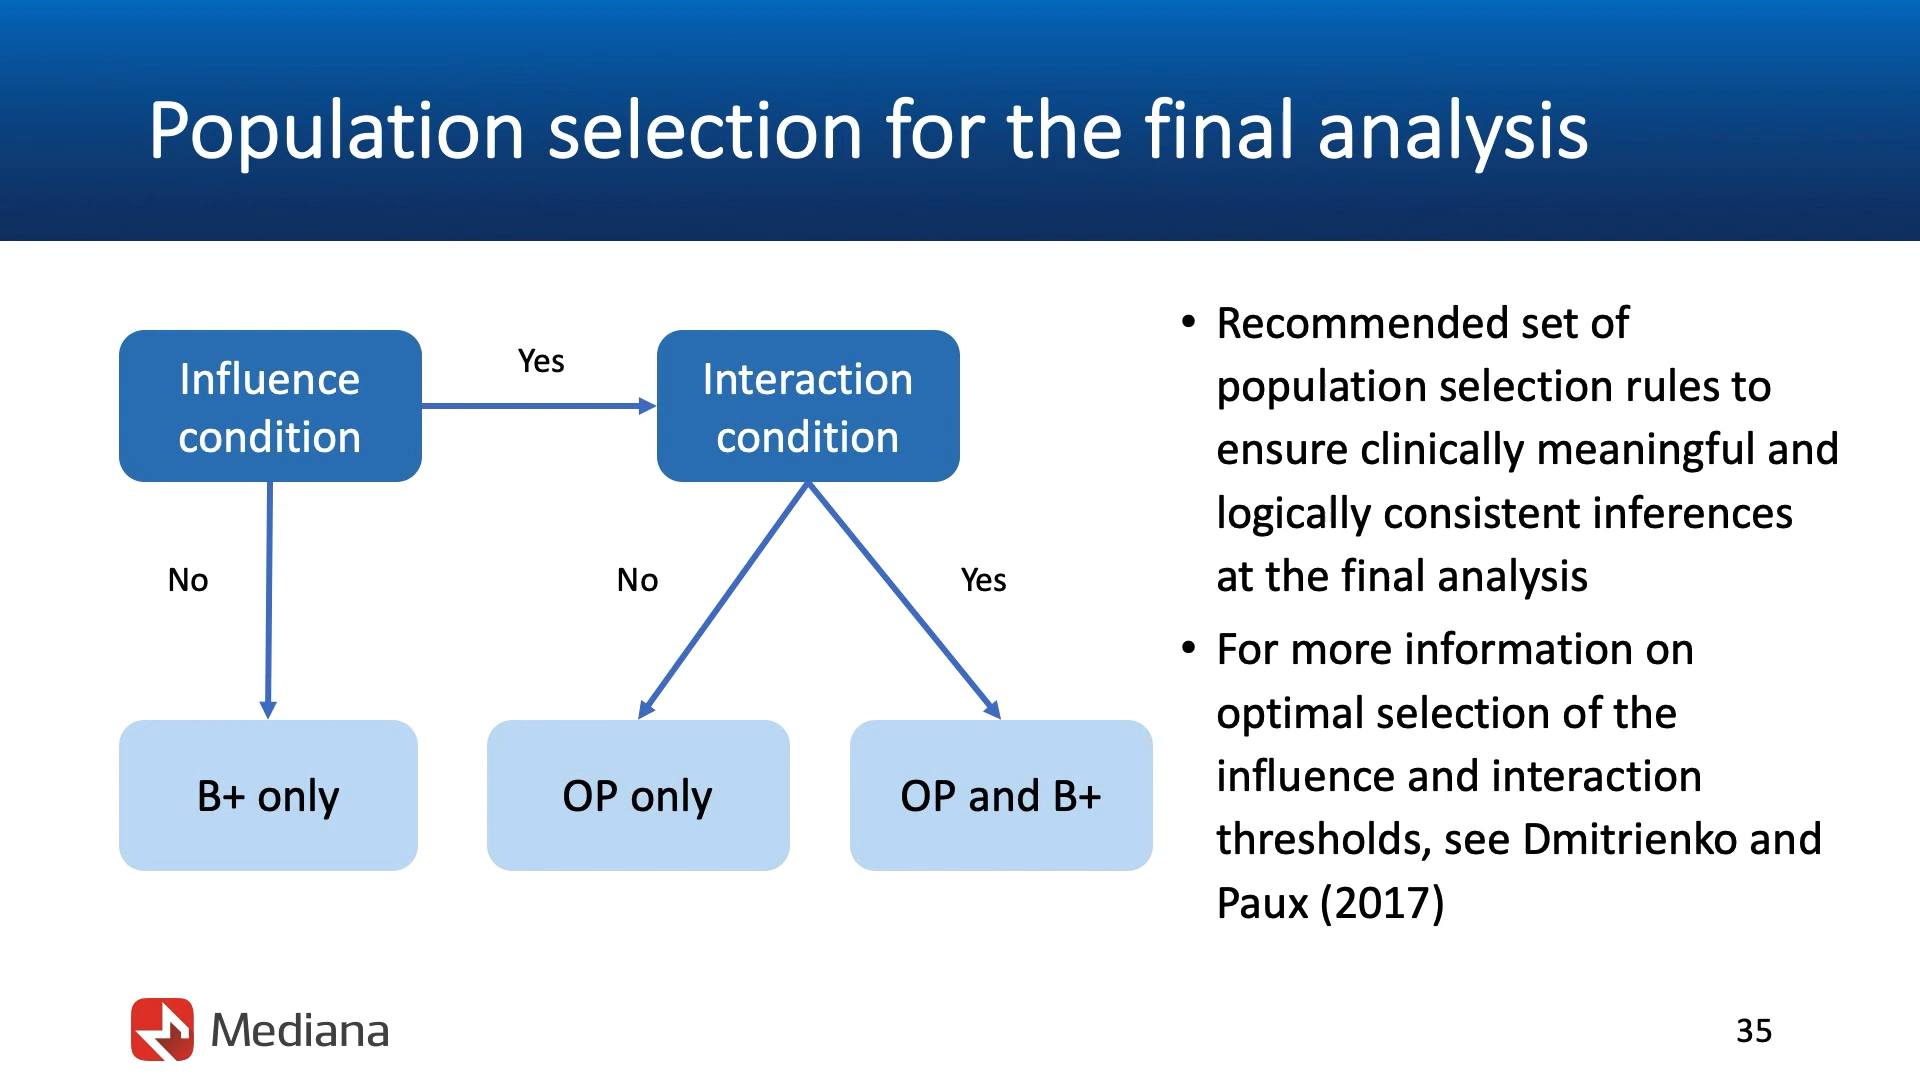 Population selection for the final analysis
Influence
condition
Yes
Interaction
condition
No
No
Yes
B+ only
OP only
OP and B+
• Recommended set of
population selection rules to
ensure clinically meaningful and
logically consistent inferences
at the final analysis
• For more information on
optimal selection of the
influence and interaction
thresholds, see Dmitrienko and
Paux (2017)
Mediana
35